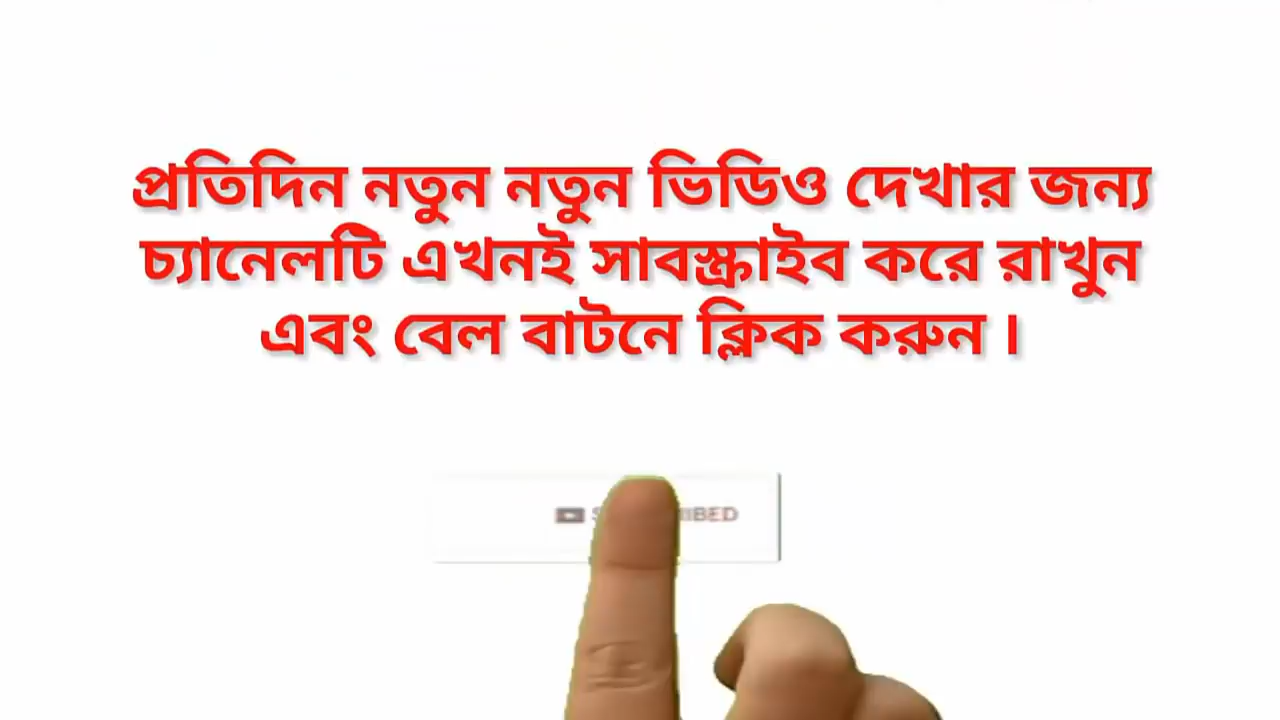 প্রতিদিন নতুন নতুন ভিডিও দেখার জন্য
চ্যানেলটি এখনই সাবস্ক্রাইব করে রাখুন
এবং বেল বাটনে ক্লিক করুন ।